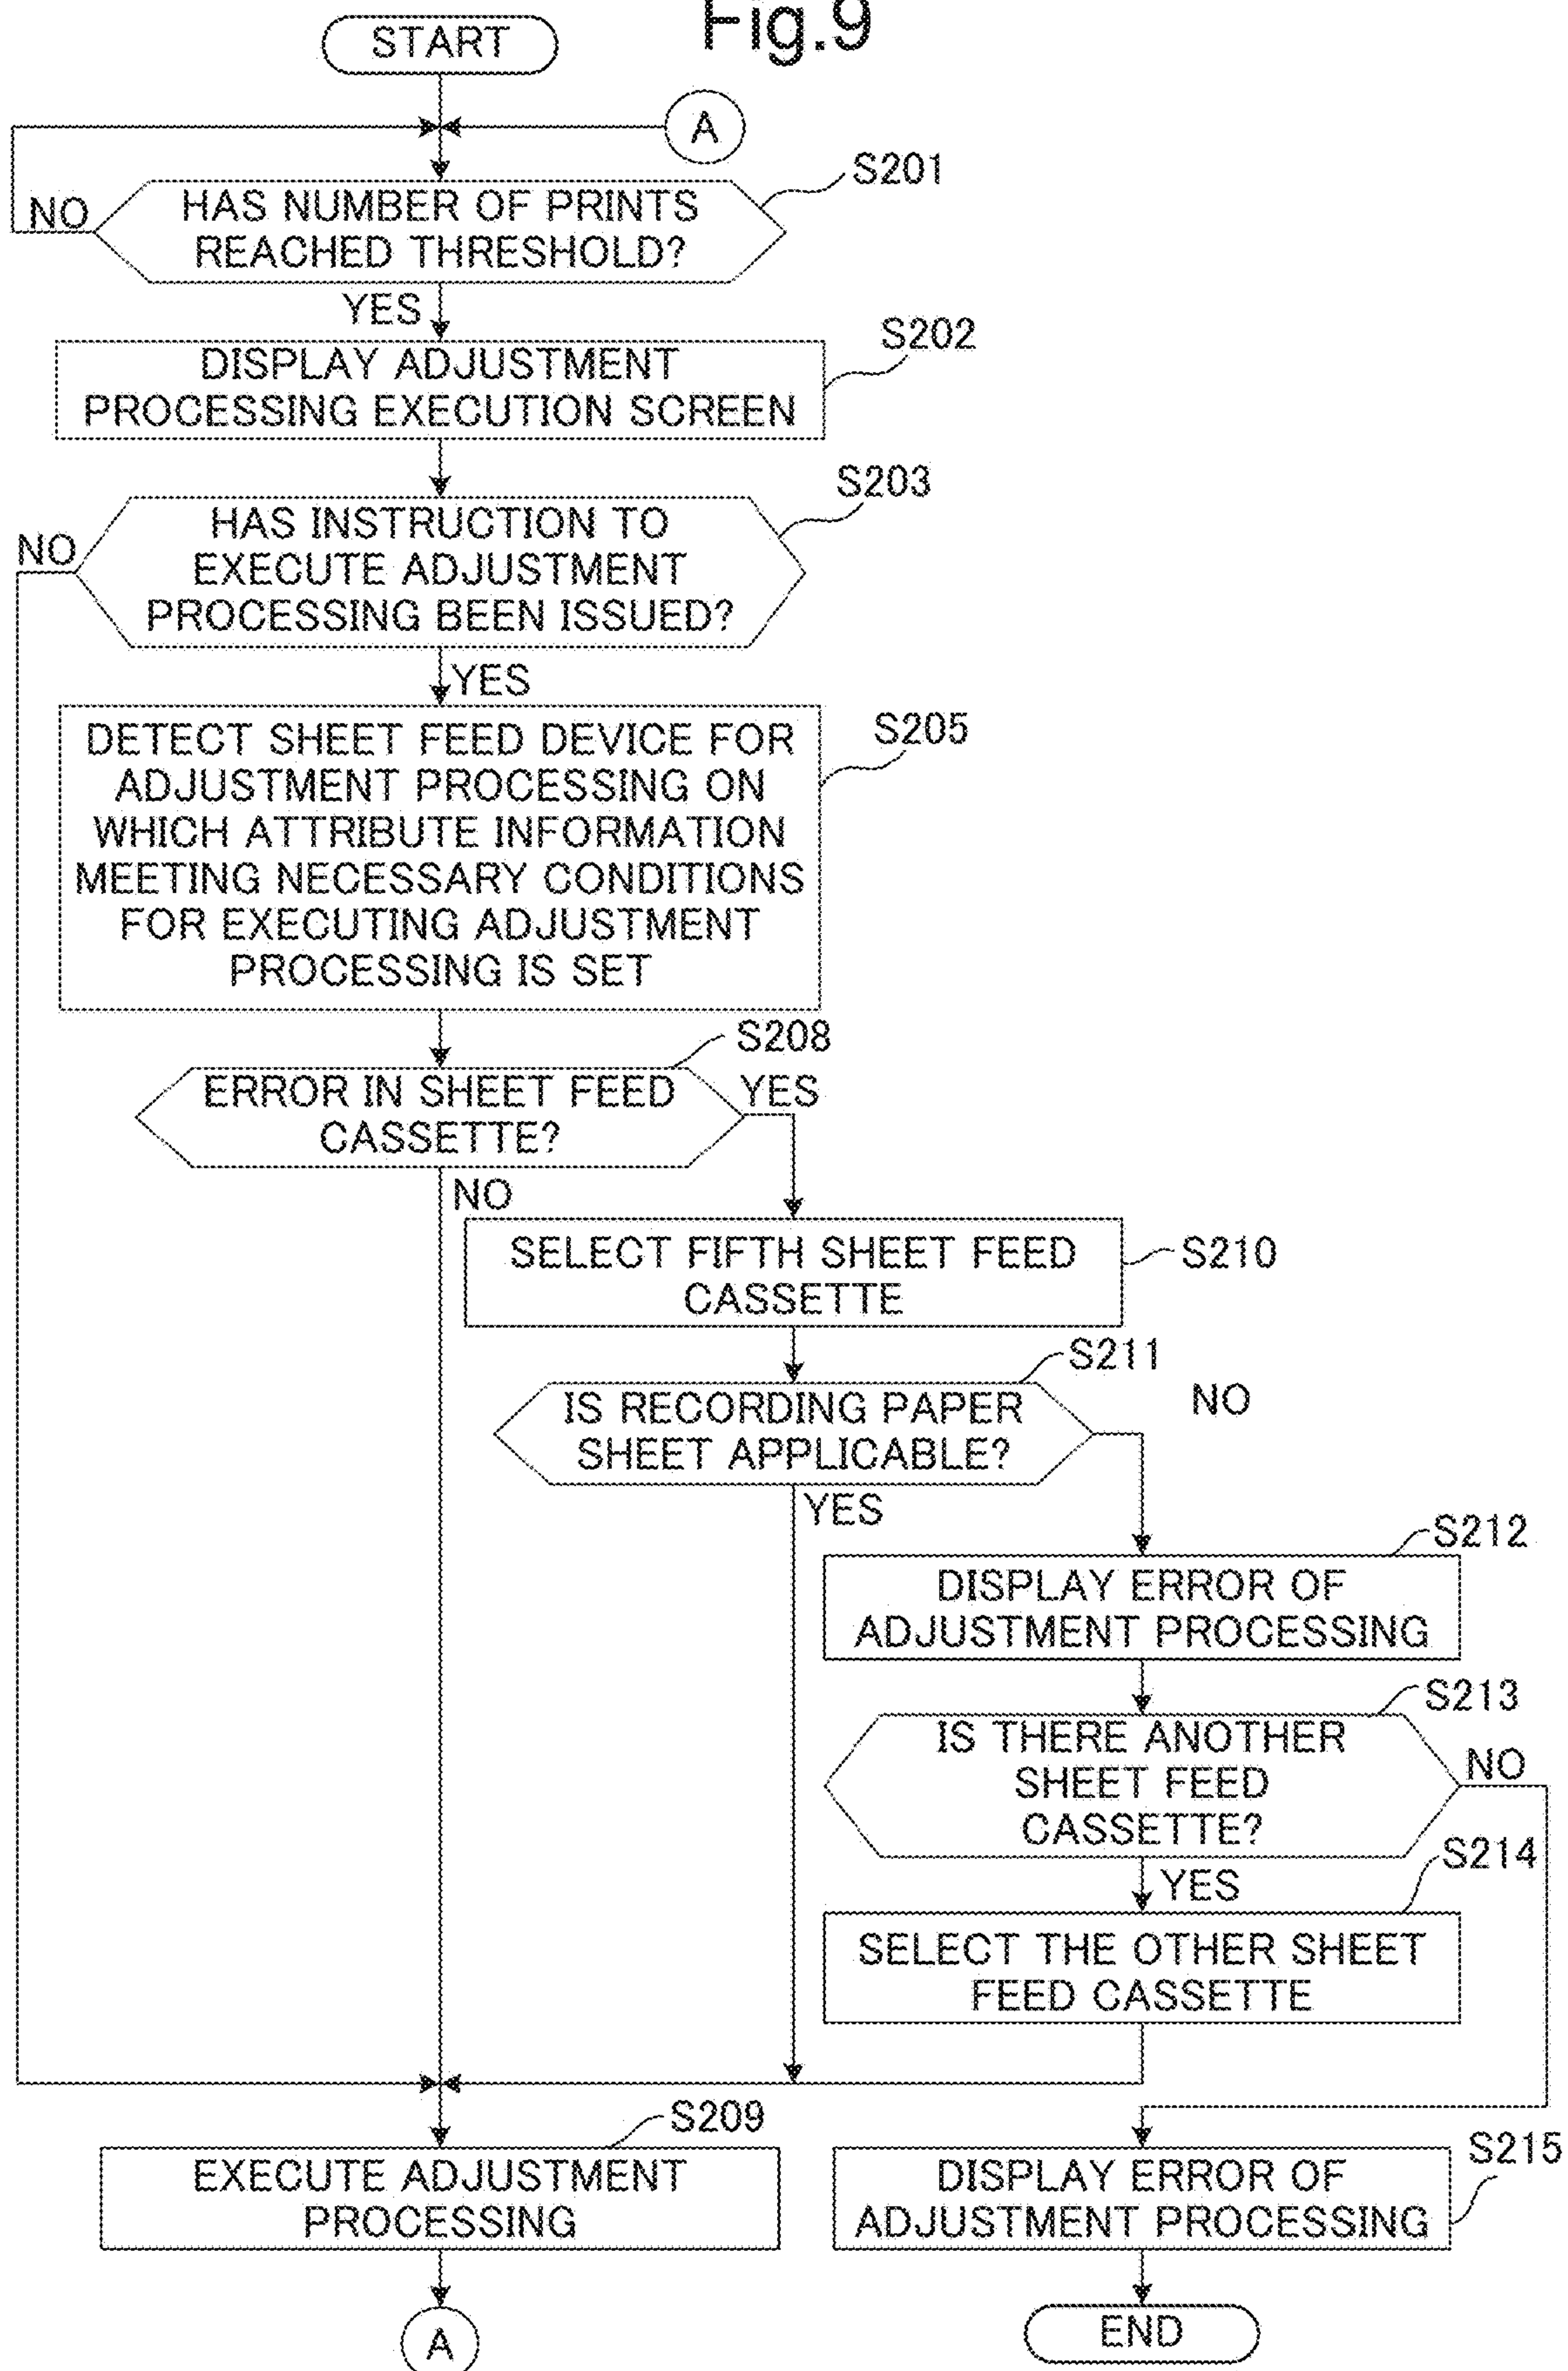 Fig.9
START
A
S201
NO
HAS NUMBER OF PRINTS
REACHED THRESHOLD?
YES
S202
DISPLAY ADJUSTMENT
PROCESSING EXECUTION SCREEN
S203
NO
HAS INSTRUCTION TO
EXECUTE ADJUSTMENT
PROCESSING BEEN ISSUED?
YES
S205
DETECT SHEET FEED DEVICE FOR
ADJUSTMENT PROCESSING ON
WHICH ATTRIBUTE INFORMATION
MEETING NECESSARY CONDITIONS
FOR EXECUTING ADJUSTMENT
PROCESSING IS SET
S208
ERROR IN SHEET FEED
CASSETTE?
YES
NO
SELECT FIFTH SHEET FEED
CASSETTE
S210
S211
IS RECORDING PAPER
SHEET APPLICABLE?
NO
YES
S212
DISPLAY ERROR OF
ADJUSTMENT PROCESSING
S213
IS THERE ANOTHER
SHEET FEED
CASSETTE?
NO
YES
S214
SELECT THE OTHER SHEET
FEED CASSETTE
S209
EXECUTE ADJUSTMENT
PROCESSING
S215
DISPLAY ERROR OF
ADJUSTMENT PROCESSING
A
END